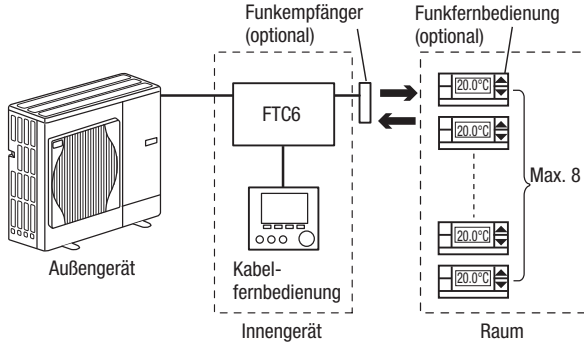 Funkempfänger
(optional)
Funkfernbedienung
(optional)
FTC6
20.0°C
20.0°C
Max. 8
20.0°C
20.0°C
Außengerät
Kabel-
fernbedienung
Innengerät
Raum